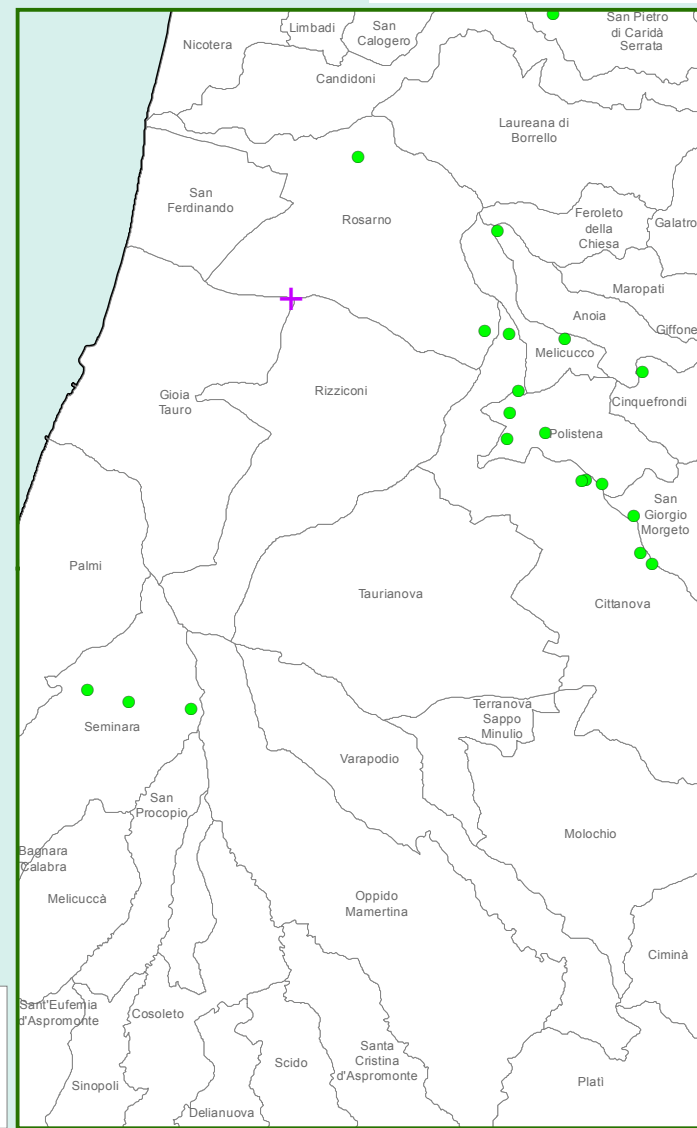 San Pietro
di Caridà
Serrata
Limbadi
San
Calogero
Nicotera
Candidoni
Laureana di
Borrello
San
Ferdinando
Rosarno
Feroleto
della
Chiesa
Galatro
Maropati
Anoia
Giffone
Melicucco
Gioia
Tauro
Rizziconi
Cinquefrondi
Polistena
San
Giorgio
Morgeto
Palmi
Taurianova
Cittanova
Seminara
Terranova
Sappo
Minulio
Varapodio
San
Procopio
Molochio
Bagnara
Calabra
Melicuccà
Oppido
Mamertina
Ciminà
Sant'Eufemia
d'Aspromonte
Cosoleto
Santa
Cristina
d'Aspromonte
Scido
Sinopoli
Platì
Delianuova